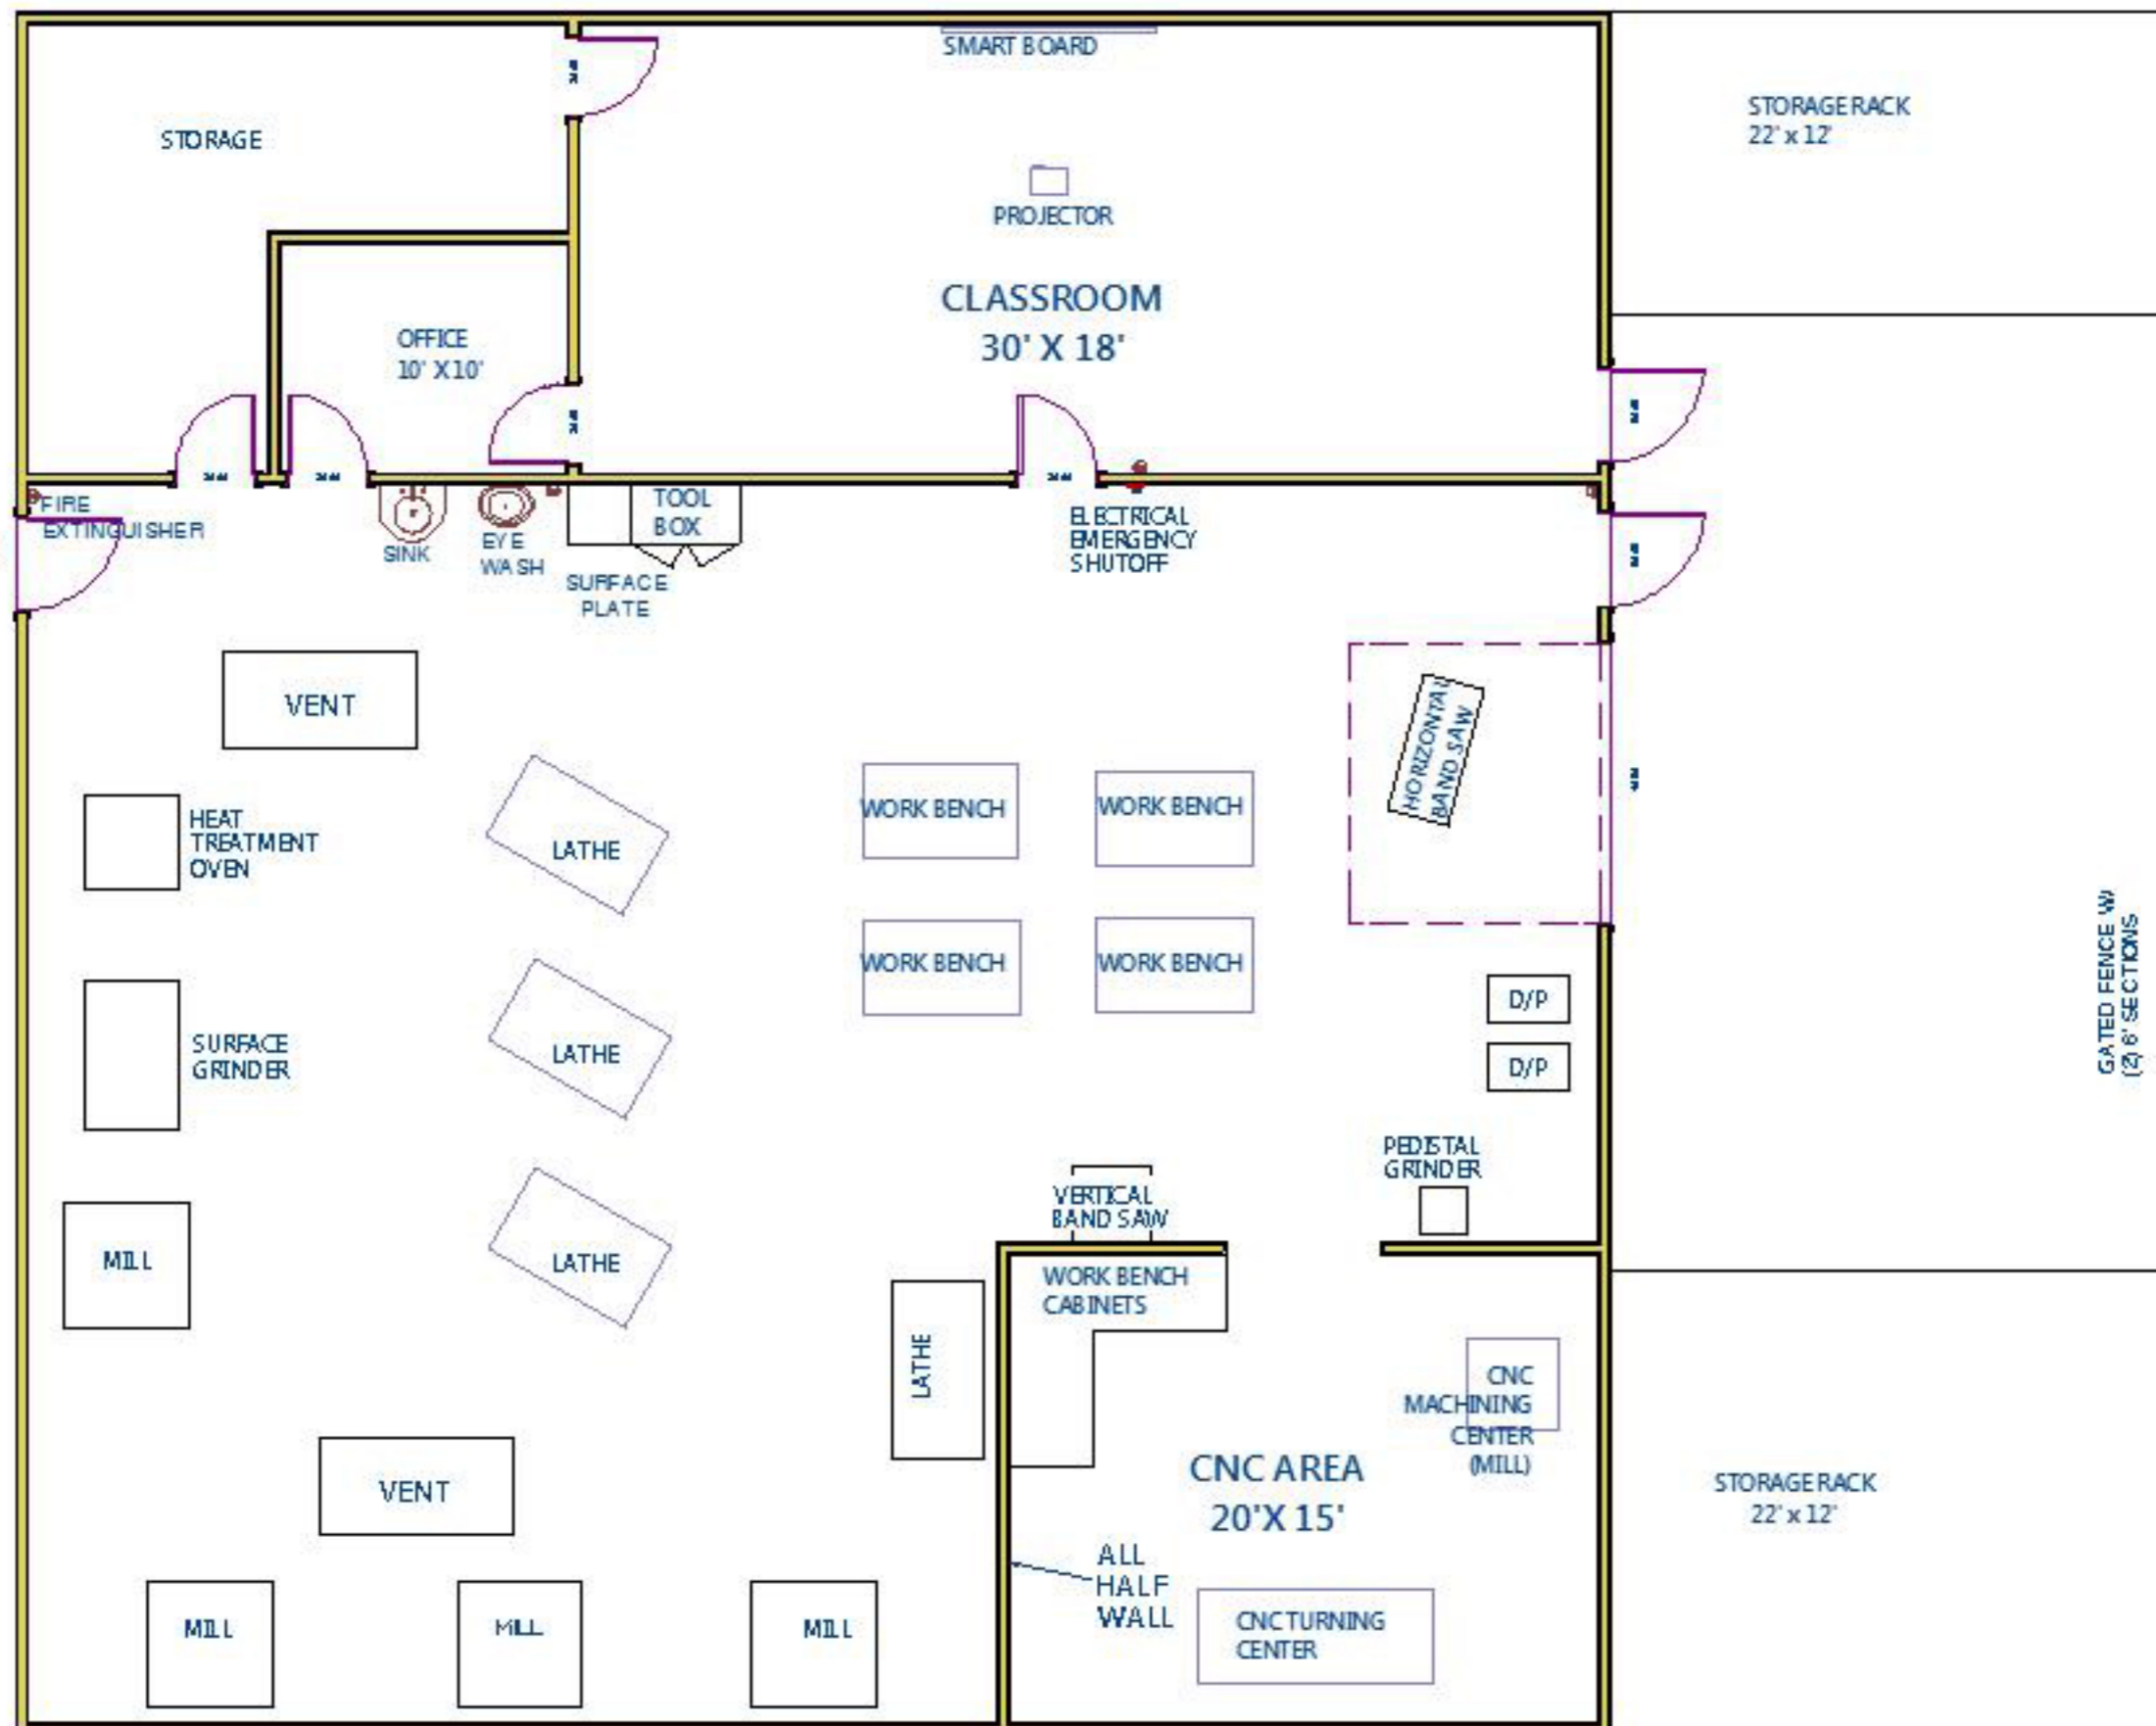 SMART BOARD
STORAGE RACK
22' x 12'
STORAGE
PROJECTOR
CLASSROOM
30' X 18'
OFFICE
10' X 10'
FIRE
EXTINGUISHER
SINK
EYE
WASH
SURFACE
PLATE
TOOL
BOX
ELECTRICAL
EMERGENCY
SHUTOFF
VENT
HORIZONTAL
BAND SAW
HEAT
TREATMENT
OVEN
LATHE
WORK BENCH
WORK BENCH
WORK BENCH
WORK BENCH
GATED FENCE W/
(2) 6' SECTIONS
D/P
D/P
SURFACE
GRINDER
LATHE
PEDISTAL
GRINDER
VERTICAL
BAND SAW
MILL
LATHE
WORK BENCH
CABINETS
LATHE
CNC
MACHINING
CENTER
(MILL)
CNC AREA
20'X 15'
STORAGE RACK
22' x 12'
VENT
ALL
HALF
WALL
MILL
MILL
MILL
CNC TURNING
CENTER